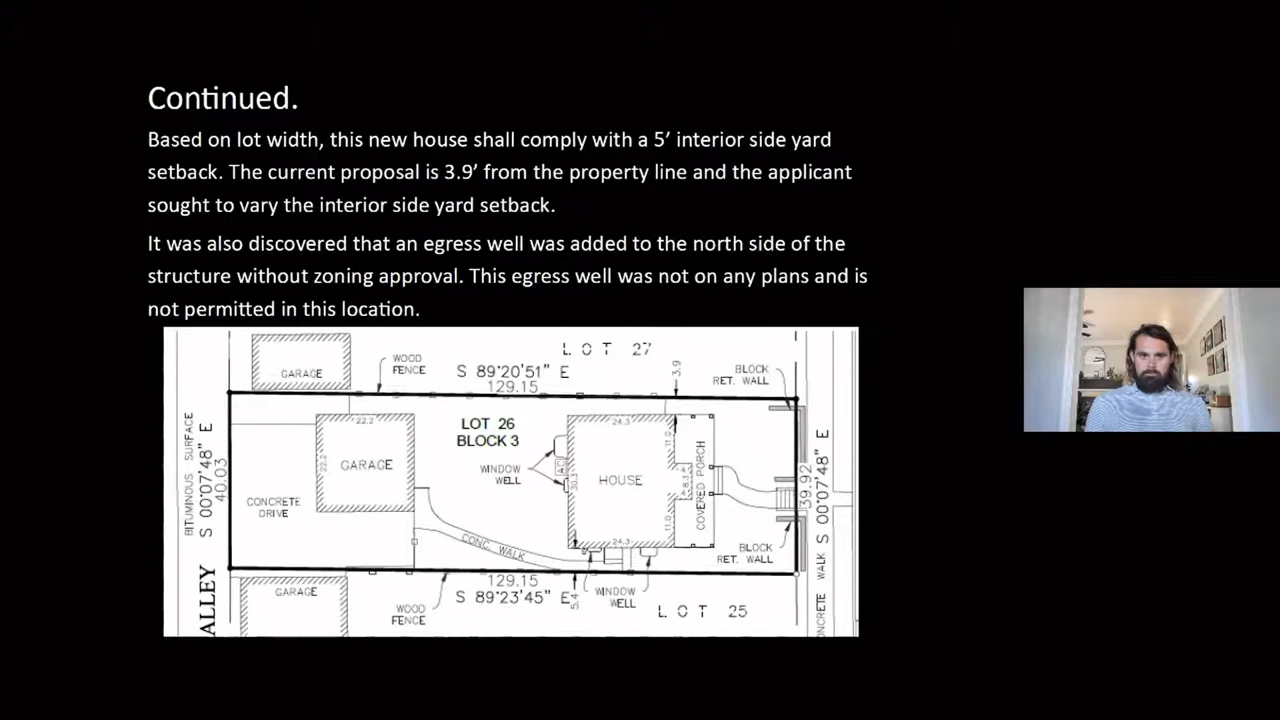 Continued.
Based on lot width, this new house shall comply with a 5’ interior side yard
setback. The current proposal is 3.9’ from the property line and the applicant
sought to vary the interior side yard setback.
It was also discovered that an egress well was added to the north side of the
structure without zoning approval. This egress well was not on any plans and is
not permitted in this location.
LOT 27
WOOD
FENCE
S 89°20'51" E
129.15
3.9
BLOCK
RET. WALL
GARAGE
BITUMINOUS SURFACE
S 00°07'48" E
40.03
22.2
22.2
GARAGE
LOT 26
BLOCK 3
WINDOW
WELL
AC
24.3
30.3
HOUSE
11.0
11.0
24.3
COVERED PORCH
CONCRETE
DRIVE
CONC. WALK
39.92
S 00°07'48" E
BLOCK
RET. WALL
129.15
S 89°23'45" E
5.4
WINDOW
WELL
LOT 25
GARAGE
WOOD
FENCE
ALLEY
WALK